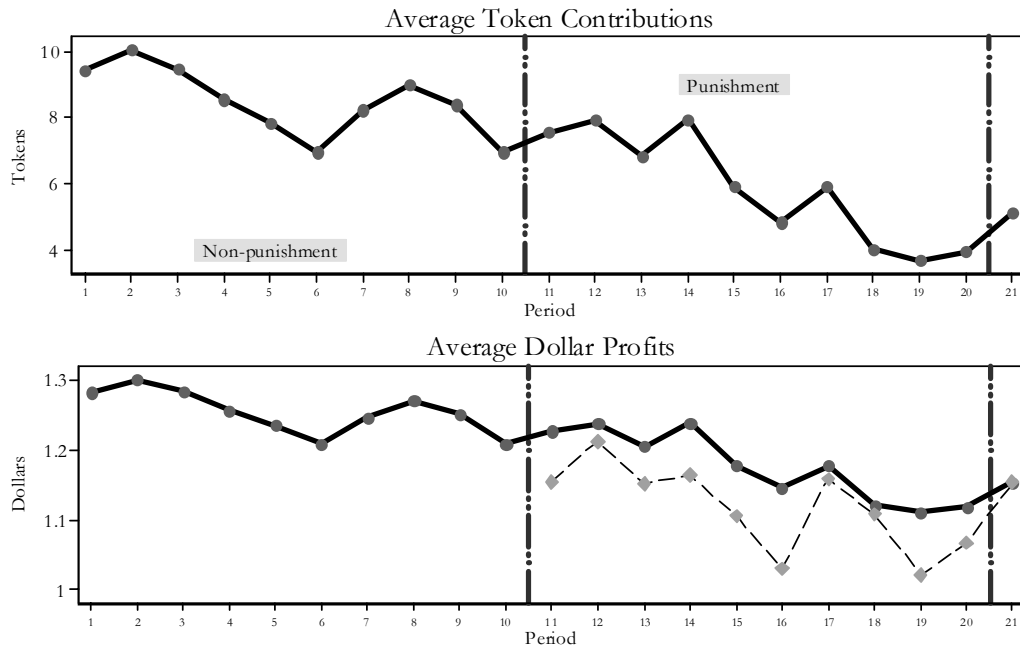 Average Token Contributions
10
8
6
4
Tokens
Punishment
Non-punishment
1 2 3 4 5 6 7 8 9 10 11 12 13 14 15 16 17 18 19 20 21
Period
Average Dollar Profits
1.3
1.2
1.1
1
Dollars
1 2 3 4 5 6 7 8 9 10 11 12 13 14 15 16 17 18 19 20 21
Period